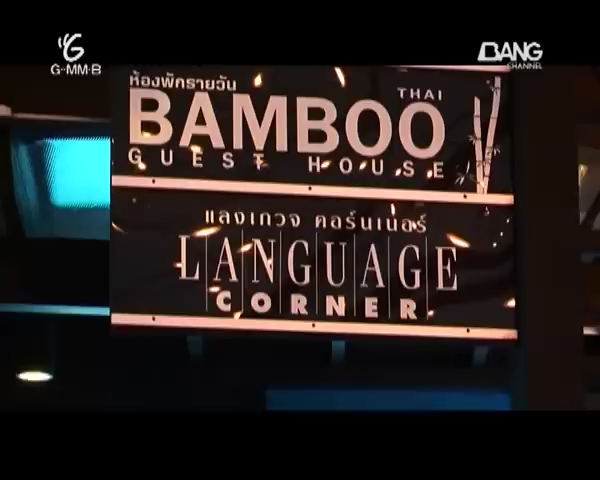 G-MM-B
BANG
CHANNEL
ห้องพักรายวัน
THAI
BAMBOO
GUEST HOUSE
แลงเกวจ คอร์นเนอร์
LANGUAGE
CORNER